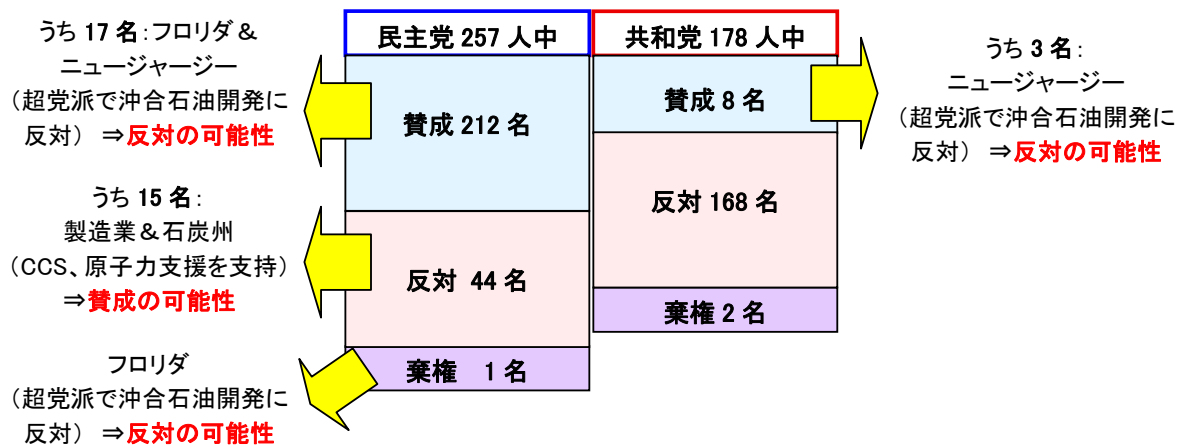 うち 17 名：フロリダ＆
ニュージャージー
（超党派で沖合石油開発に
反対） ⇒反対の可能性
うち 15 名：
製造業＆石炭州
（CCS、原子力支援を支持）
⇒賛成の可能性
フロリダ
（超党派で沖合石油開発に
反対） ⇒反対の可能性
民主党 257 人中
賛成 212 名
反対 44 名
棄権 1 名
共和党 178 人中
賛成 8 名
反対 168 名
棄権 2 名
うち 3 名：
ニュージャージー
（超党派で沖合石油開発に
反対） ⇒反対の可能性